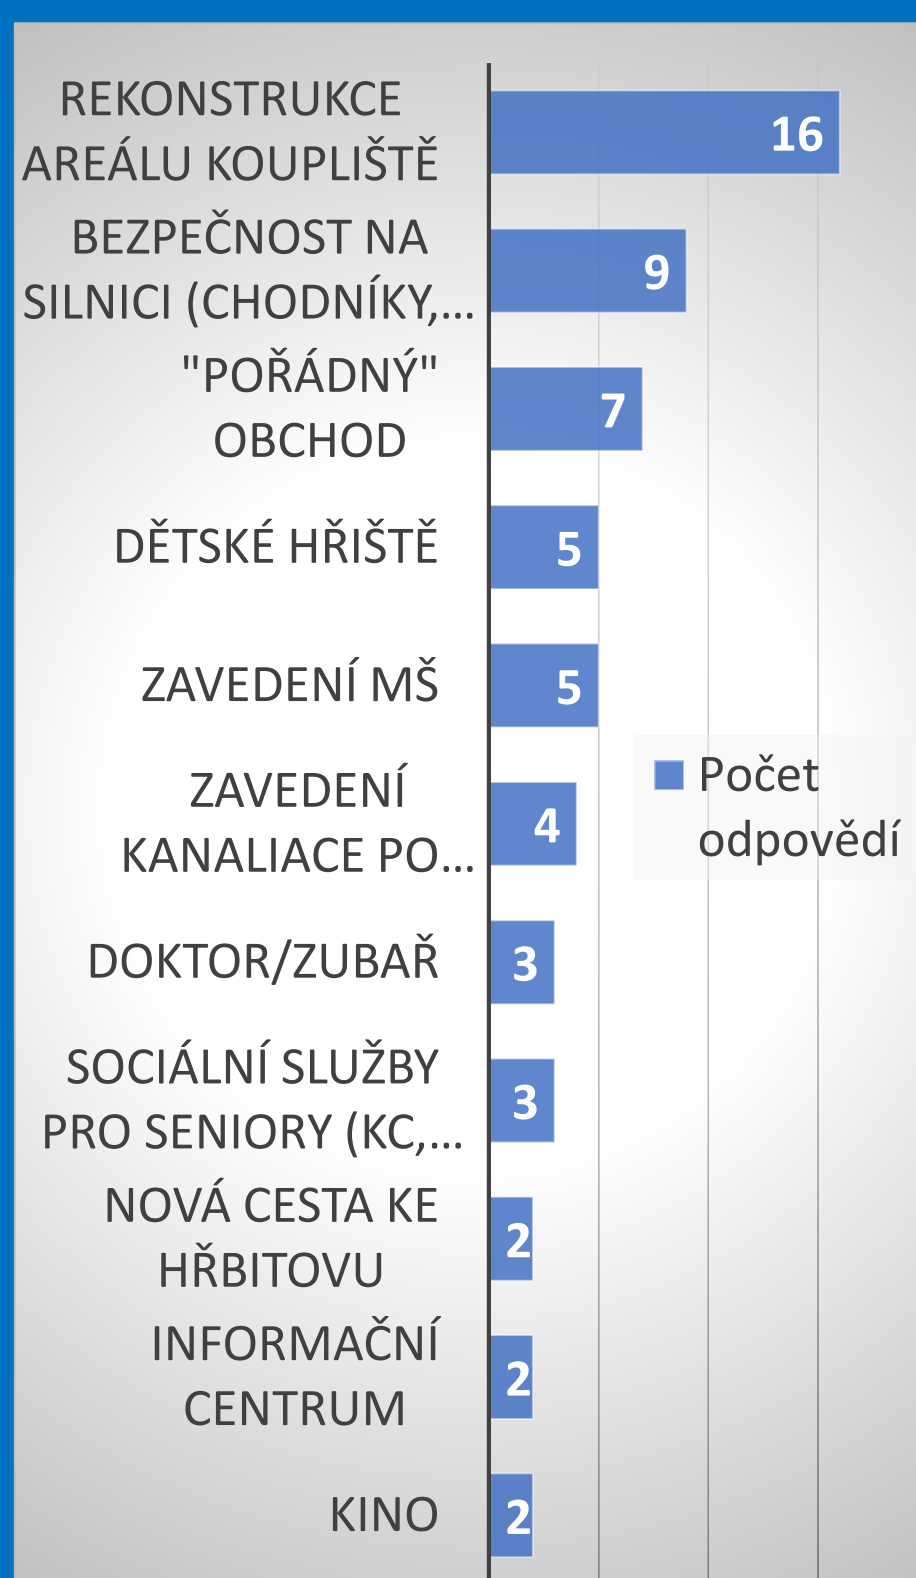 REKONSTRUKCE
AREÁLU KOUPLIŠTĚ
16
BEZPEČNOST NA
SILNICI (CHODNÍKY,...
9
"POŘÁDNÝ"
OBCHOD
7
DĚTSKÉ HŘIŠTĚ
5
ZAVEDENÍ MŠ
5
ZAVEDENÍ
KANALIACE PO...
4
Počet
odpovědí
DOKTOR/ZUBAŘ
3
SOCIÁLNÍ SLUŽBY
PRO SENIORY (KC,...
3
NOVÁ CESTA KE
HŘBITOVU
2
INFORMAČNÍ
CENTRUM
2
KINO
2